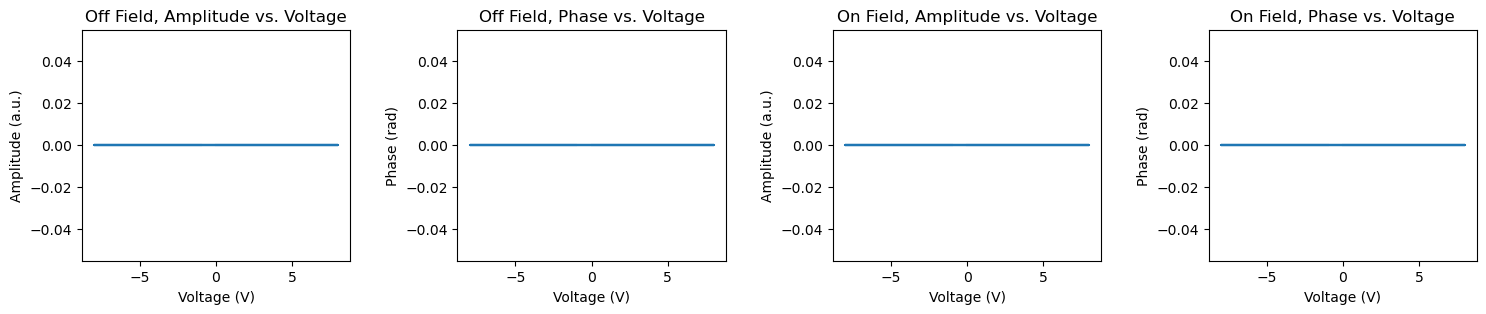 Off Field, Amplitude vs. Voltage
Amplitude (a.u.)
0.04
0.02
0.00
−0.02
−0.04
−5 0 5
Voltage (V)
Off Field, Phase vs. Voltage
Phase (rad)
0.04
0.02
0.00
−0.02
−0.04
−5 0 5
Voltage (V)
On Field, Amplitude vs. Voltage
Amplitude (a.u.)
0.04
0.02
0.00
−0.02
−0.04
−5 0 5
Voltage (V)
On Field, Phase vs. Voltage
Phase (rad)
0.04
0.02
0.00
−0.02
−0.04
−5 0 5
Voltage (V)